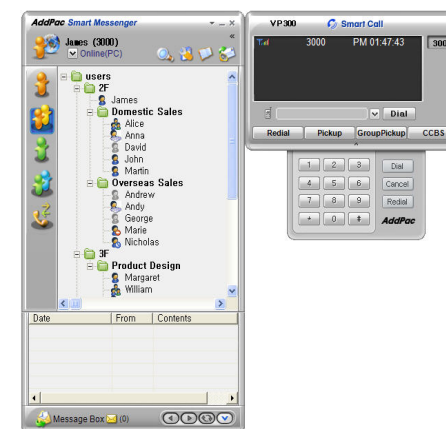 AddPac Smart Messenger
James (3000)
Online(PC)
users
2F
James
Domestic Sales
Alice
Anna
David
John
Martin
Overseas Sales
Andrew
Andy
George
Marie
Nicholas
3F
Product Design
Margaret
William
Date From Contents
Message Box (0)
VP300 Smart Call
3000 PM 01:47:43
300
Dial
Redial Pickup GroupPickup CCBS
1 2 3 Dial
4 5 6 Cancel
7 8 9 Redial
* 0 # AddPac